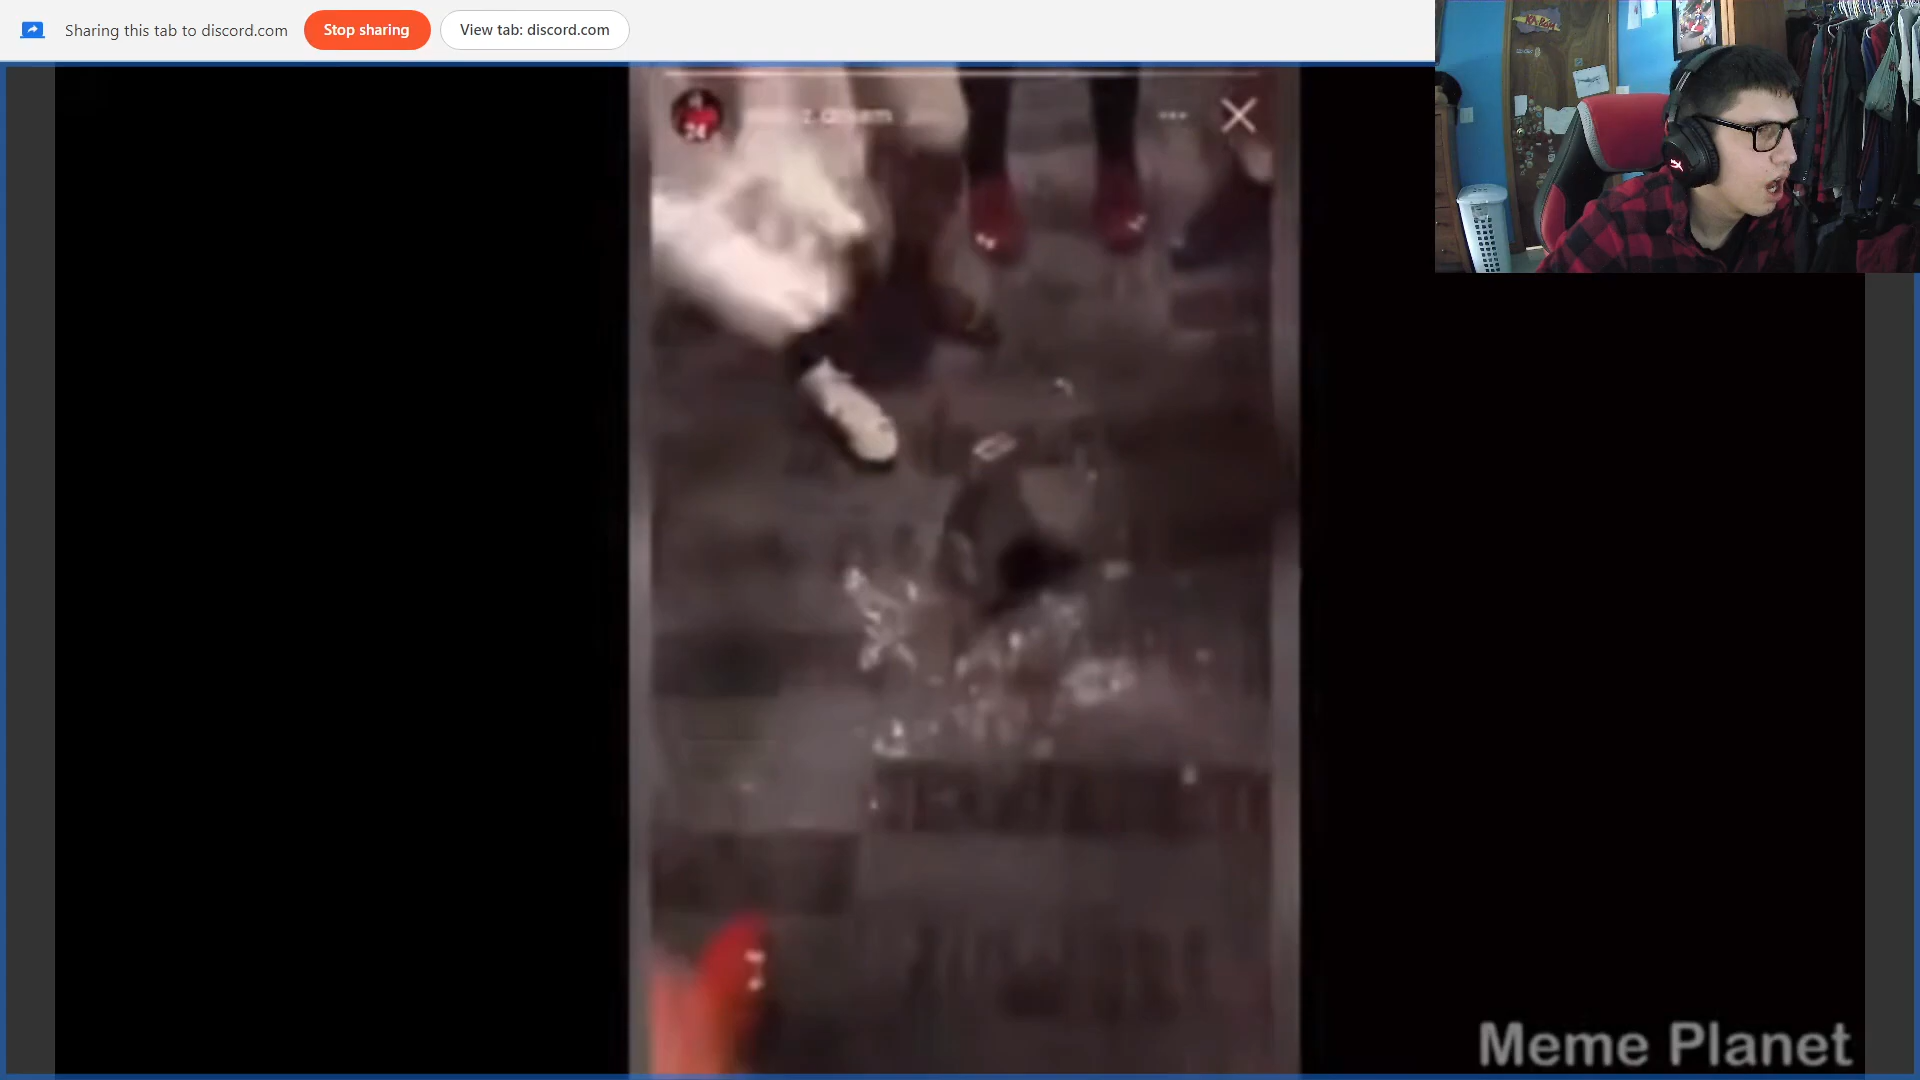 Sharing this tab to discord.com
Stop sharing
View tab: discord.com
Meme Planet